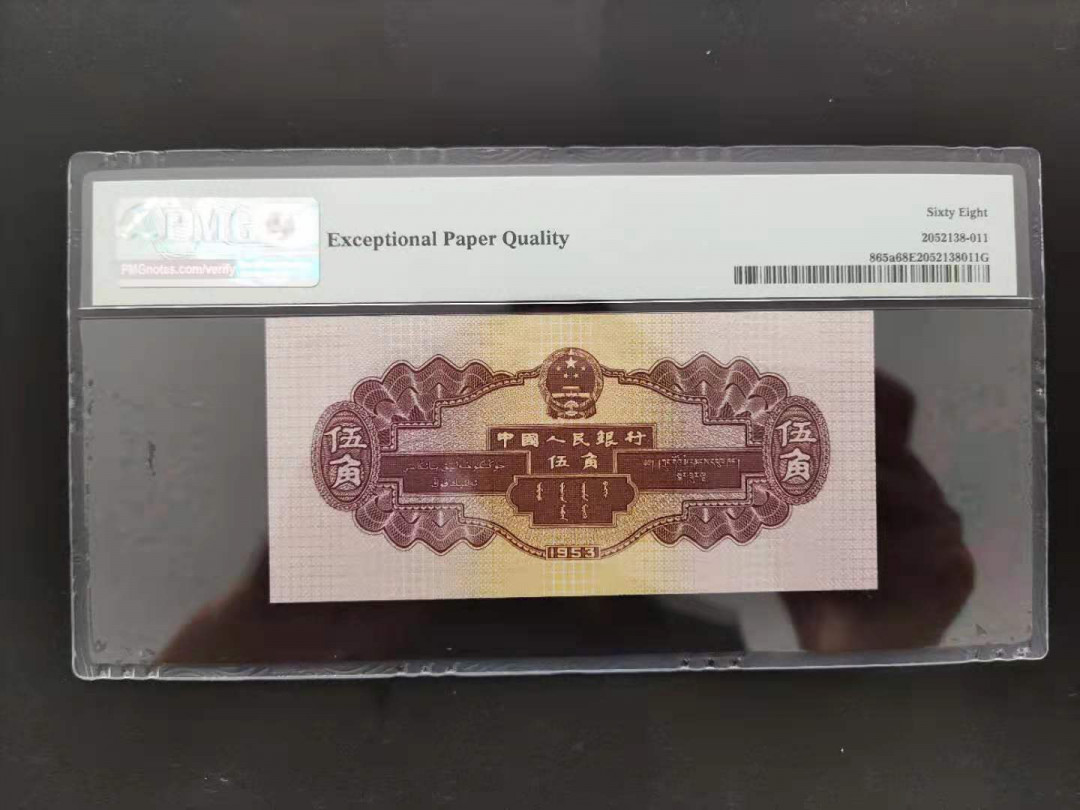 PMG
PMGnotes.com/verify
Exceptional Paper Quality
Sixty Eight
2052138-011
865a68E2052138011G
中國人民銀行
伍角
伍角
伍角
1953